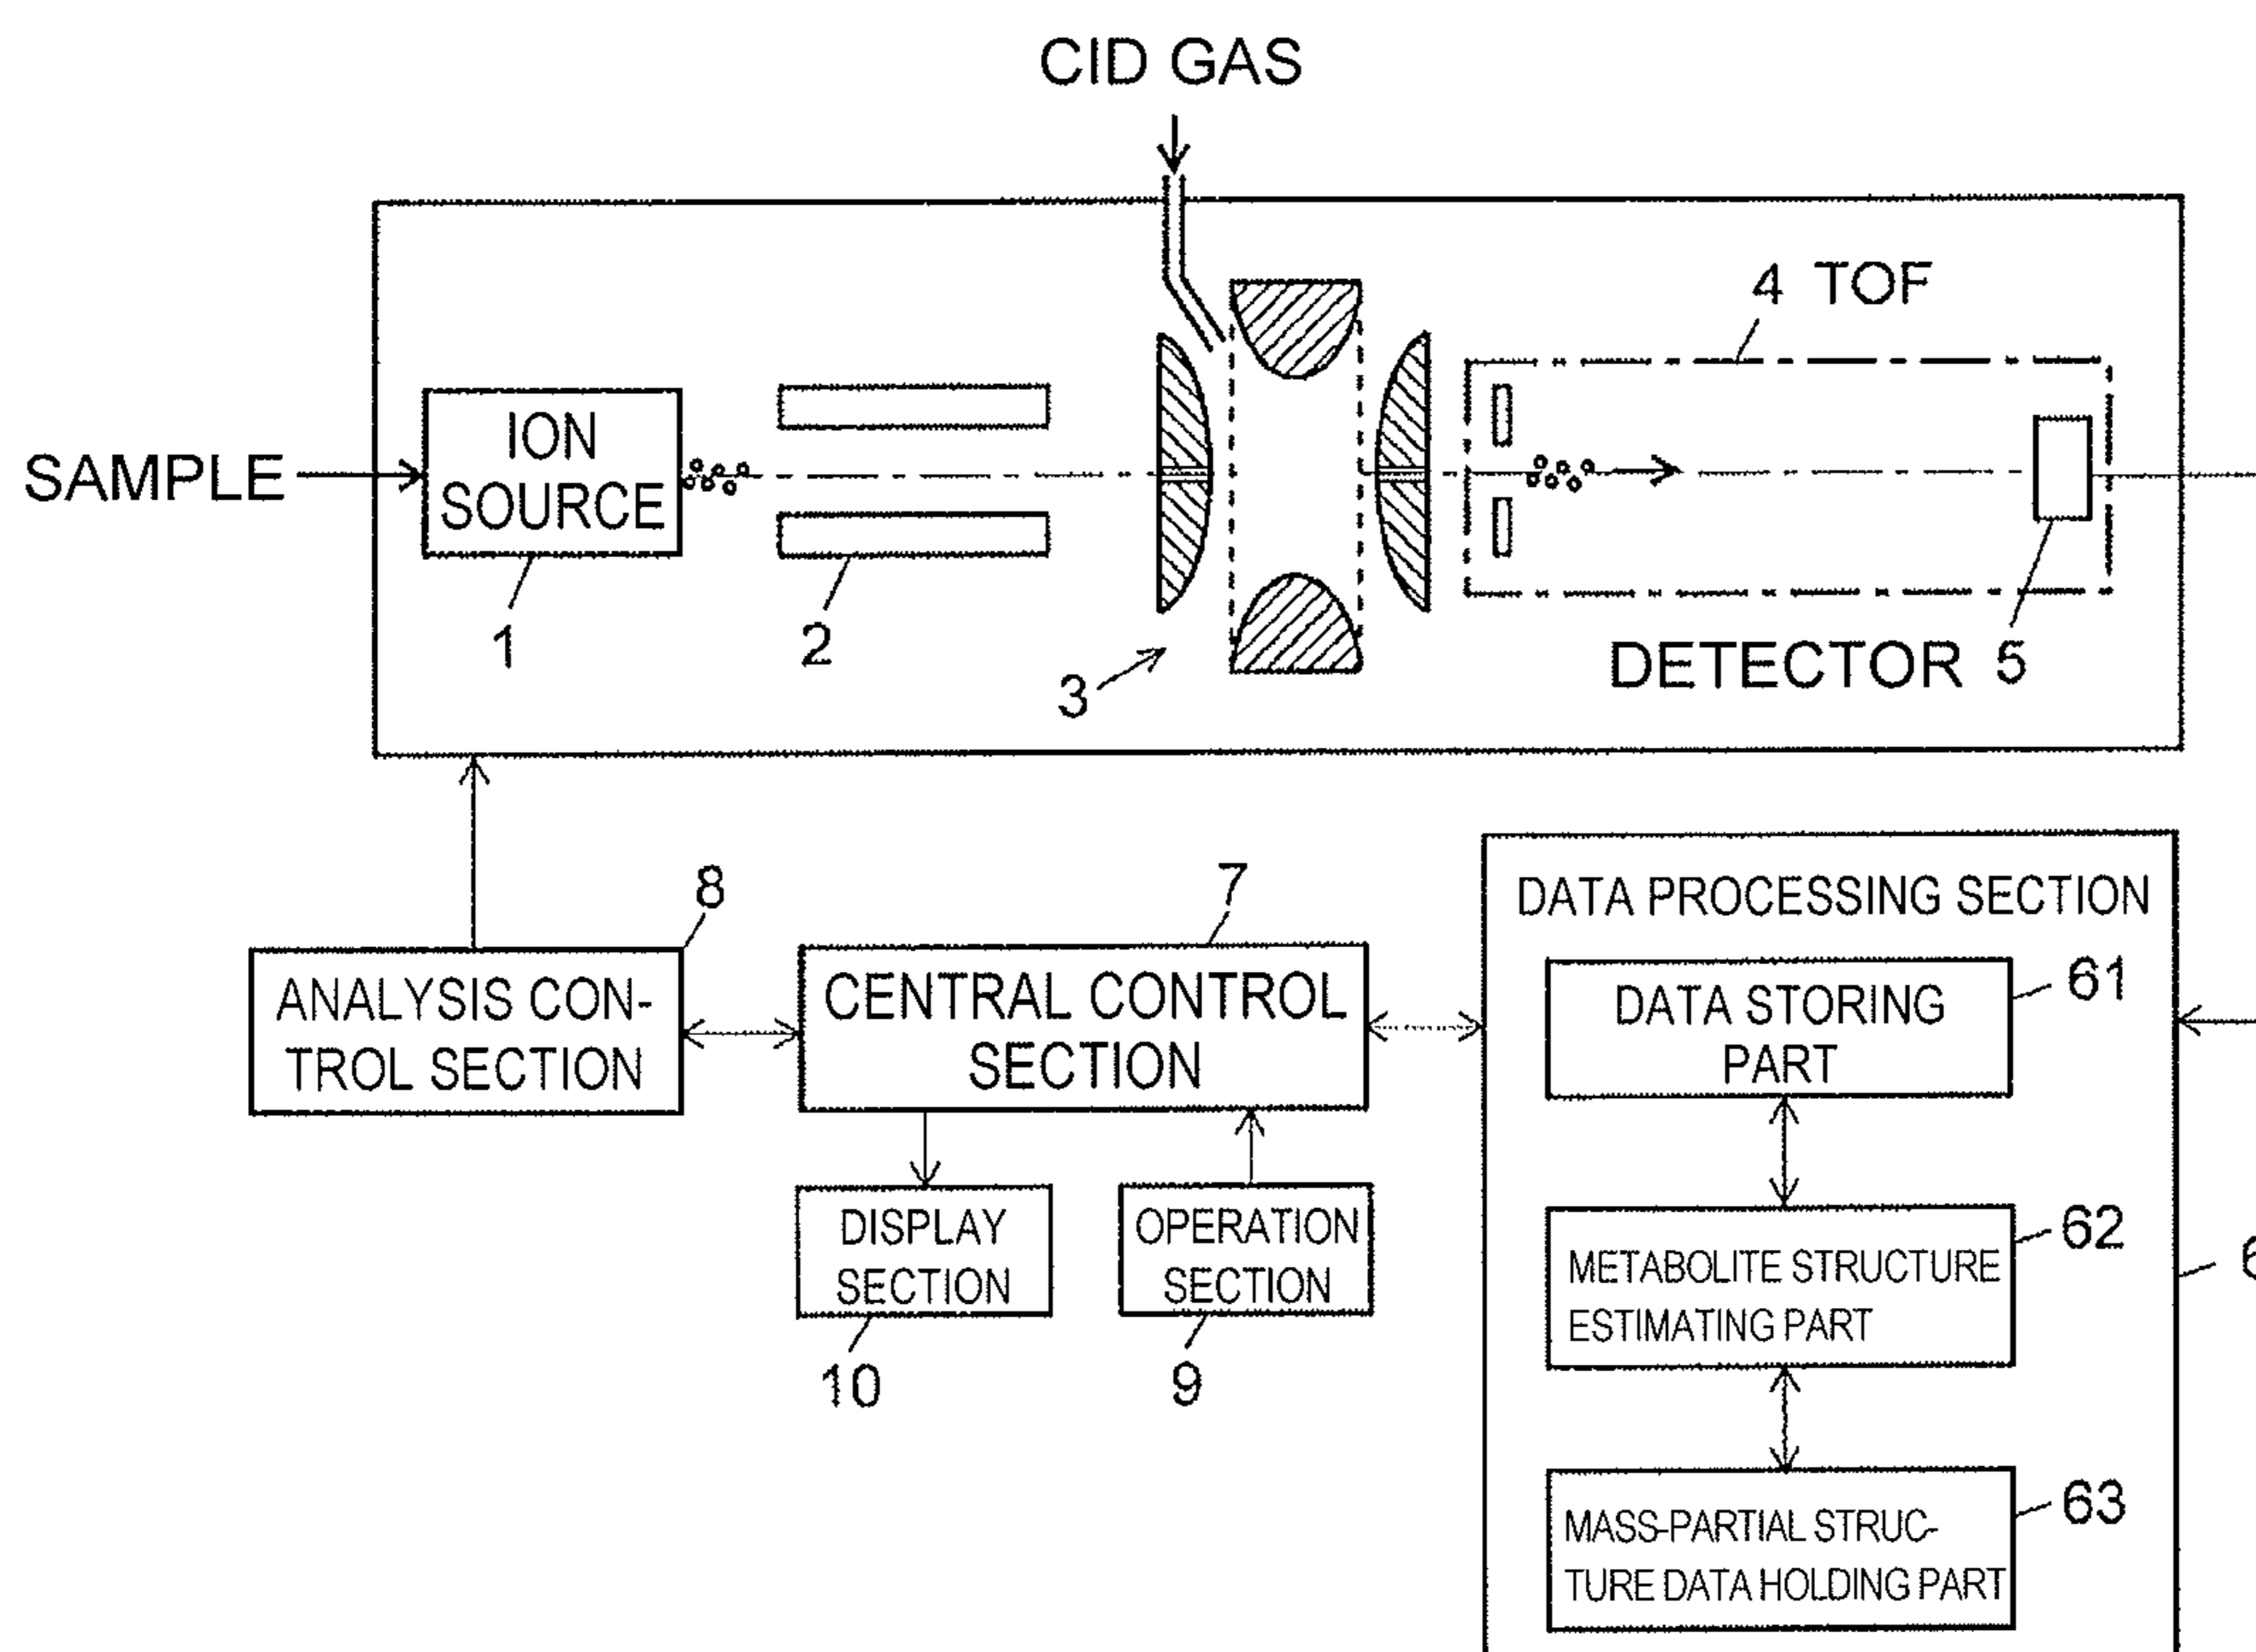 CID GAS
4 TOF
ION
SOURCE
SAMPLE
1
2
3
DETECTOR 5
8
7
DATA PROCESSING SECTION
ANALYSIS CON-
TROL SECTION
CENTRAL CONTROL
SECTION
DATA STORING
PART
61
DISPLAY
SECTION
OPERATION
SECTION
10
9
METABOLITE STRUCTURE
ESTIMATING PART
62
6
MASS-PARTIAL STRUC-
TURE DATA HOLDING PART
63